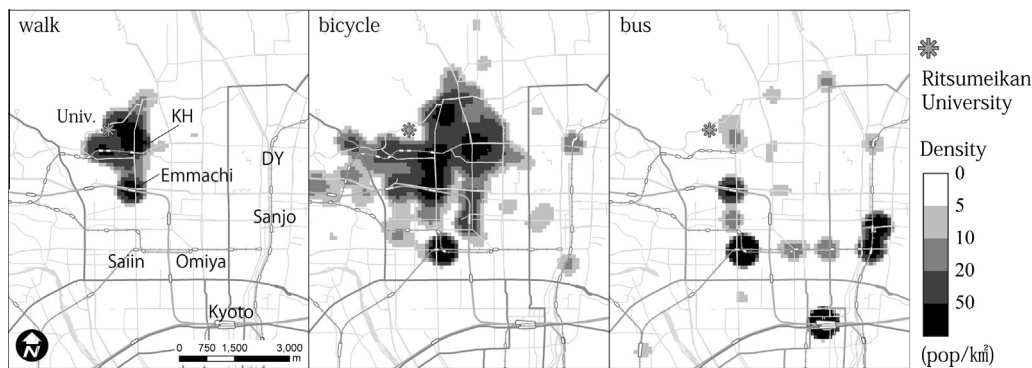 walk
Univ.
KH
Emmachi
DY
Sanjo
Saiin
Omiya
Kyoto
N
0 750 1,500 3,000
m
bicycle
bus
Ritsumeikan
University
Density
0
5
10
20
50
(pop/k㎡)